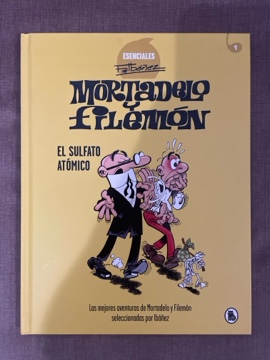 ESENCIALES
F. Ibáñez
1
MORTADELO
Y
FILEMÓN
EL SULFATO
ATÓMICO
Las mejores aventuras de Mortadelo y Filemón
seleccionadas por Ibáñez
B